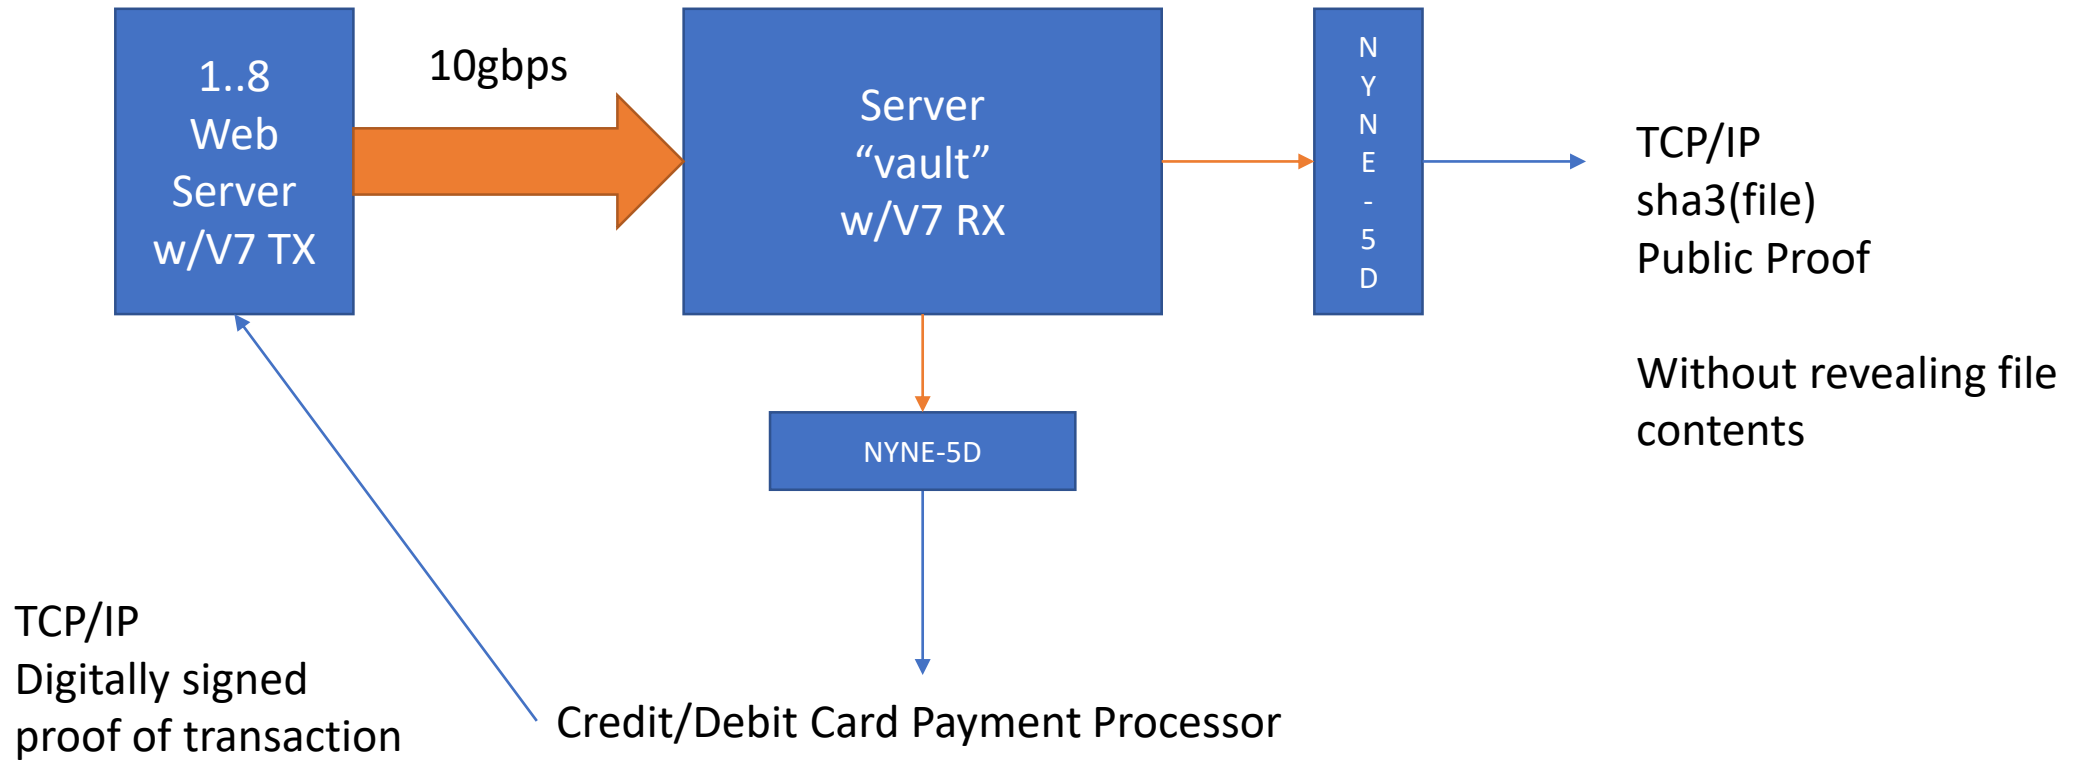 1..8
Web
Server
w/V7 TX
10gbps
Server
“vault”
w/V7 RX
N
Y
N
E
-
5
D
TCP/IP
sha3(file)
Public Proof
Without revealing file
contents
NYNE-5D
TCP/IP
Digitally signed
proof of transaction
Credit/Debit Card Payment Processor